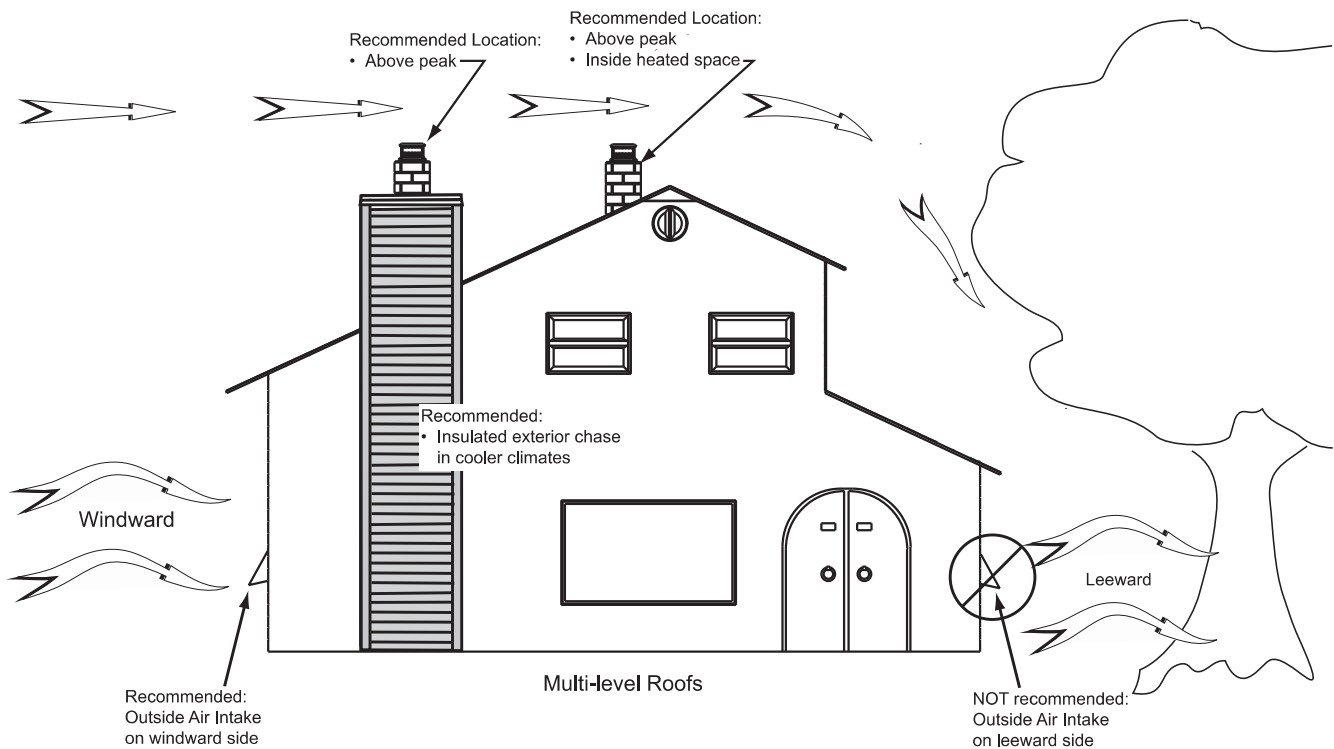 Recommended Location:
• Above peak
Recommended Location:
• Above peak
• Inside heated space
Recommended:
• Insulated exterior chase
in cooler climates
Windward
Leeward
Recommended:
Outside Air Intake
on windward side
Multi-level Roofs
NOT recommended:
Outside Air Intake
on leeward side